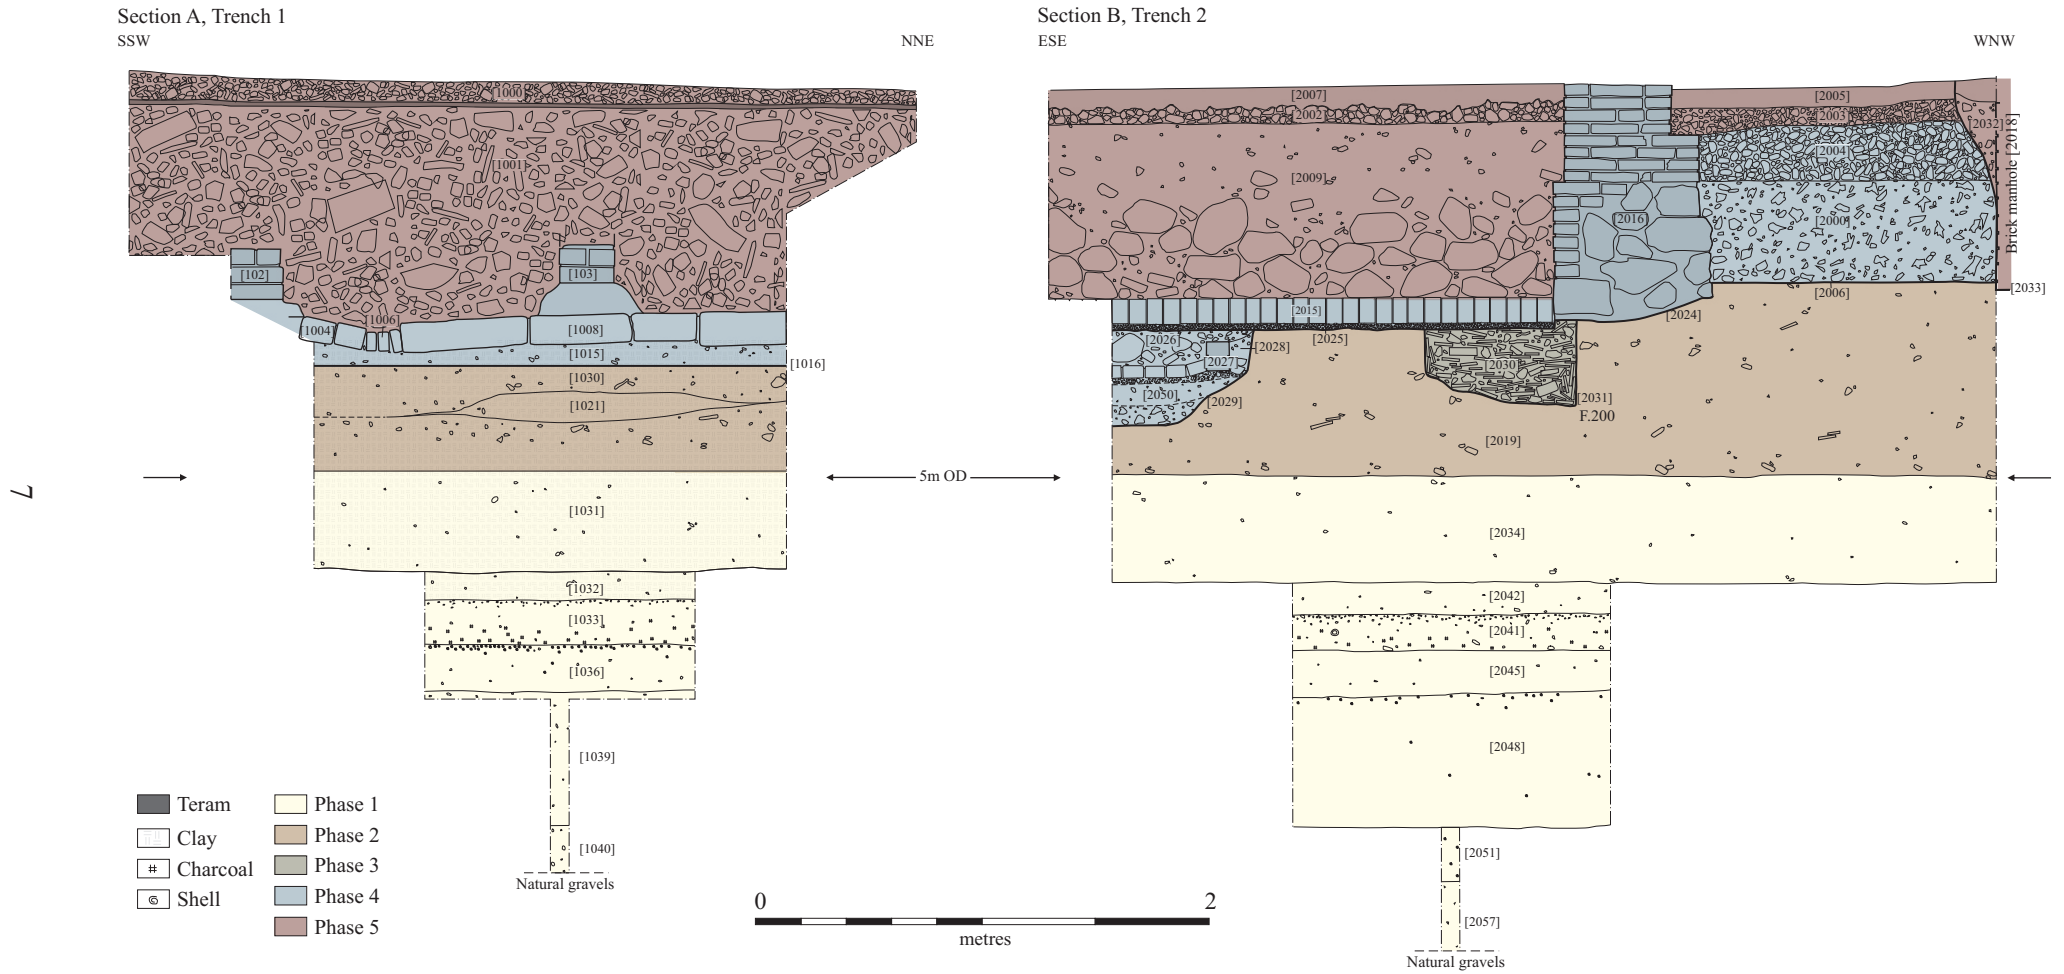 Section A, Trench 1
SSW
NNE
[1000]
[1001]
[102]
[103]
[1004]
[1006]
[1008]
[1015]
[1016]
[1030]
[1021]
[1031]
[1032]
[1033]
[1036]
[1039]
[1040]
Natural gravels
Section B, Trench 2
ESE
WNW
[2007]
[2002]
[2009]
[2005]
[2003]
[2032]
[2004]
[2000]
[2016]
Brick manhole [2018]
[2033]
[2006]
[2024]
[2015]
[2025]
[2026]
[2028]
[2027]
[2030]
[2050]
[2029]
[2031]
F.200
[2019]
5m OD
[2034]
[2042]
[2041]
[2045]
[2048]
[2051]
[2057]
Natural gravels
7
Teram
Clay
Charcoal
Shell
Phase 1
Phase 2
Phase 3
Phase 4
Phase 5
0 2
metres